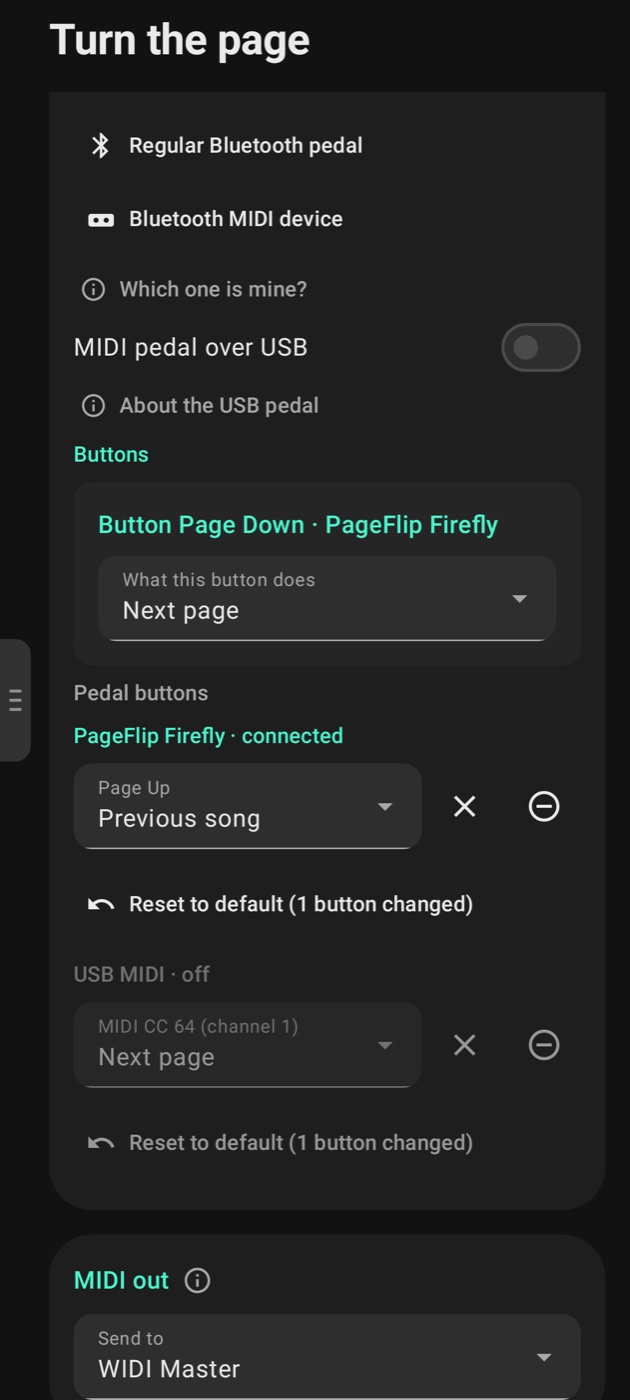 Turn the page
Regular Bluetooth pedal
Bluetooth MIDI device
Which one is mine?
MIDI pedal over USB
About the USB pedal
Buttons
Button Page Down · PageFlip Firefly
What this button does
Next page
Pedal buttons
PageFlip Firefly · connected
Page Up
Previous song
Reset to default (1 button changed)
USB MIDI · off
MIDI CC 64 (channel 1)
Next page
Reset to default (1 button changed)
MIDI out
Send to
WIDI Master